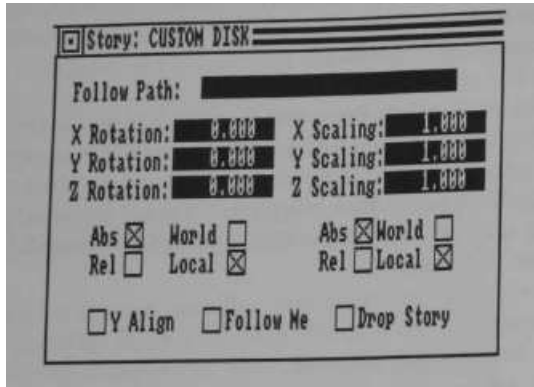 Story: CUSTOM DISK
Follow Path:
X Rotation: 0.000 X Scaling: 1.000
Y Rotation: 0.000 Y Scaling: 1.000
Z Rotation: 0.000 Z Scaling: 1.000
Abs World Abs World
Rel Local Rel Local
Y Align Follow Me Drop Story